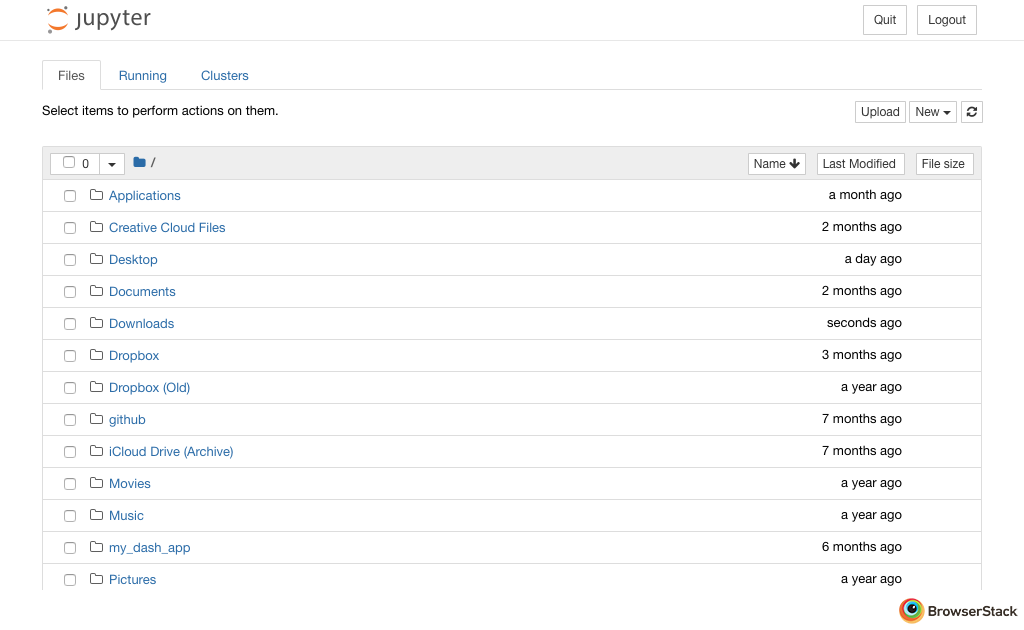 jupyter Quit Logout
Files Running Clusters
Select items to perform actions on them. Upload New
0 / Name Last Modified File size
Applications a month ago
Creative Cloud Files 2 months ago
Desktop a day ago
Documents 2 months ago
Downloads seconds ago
Dropbox 3 months ago
Dropbox (Old) a year ago
github 7 months ago
iCloud Drive (Archive) 7 months ago
Movies a year ago
Music a year ago
my_dash_app 6 months ago
Pictures a year ago
BrowserStack